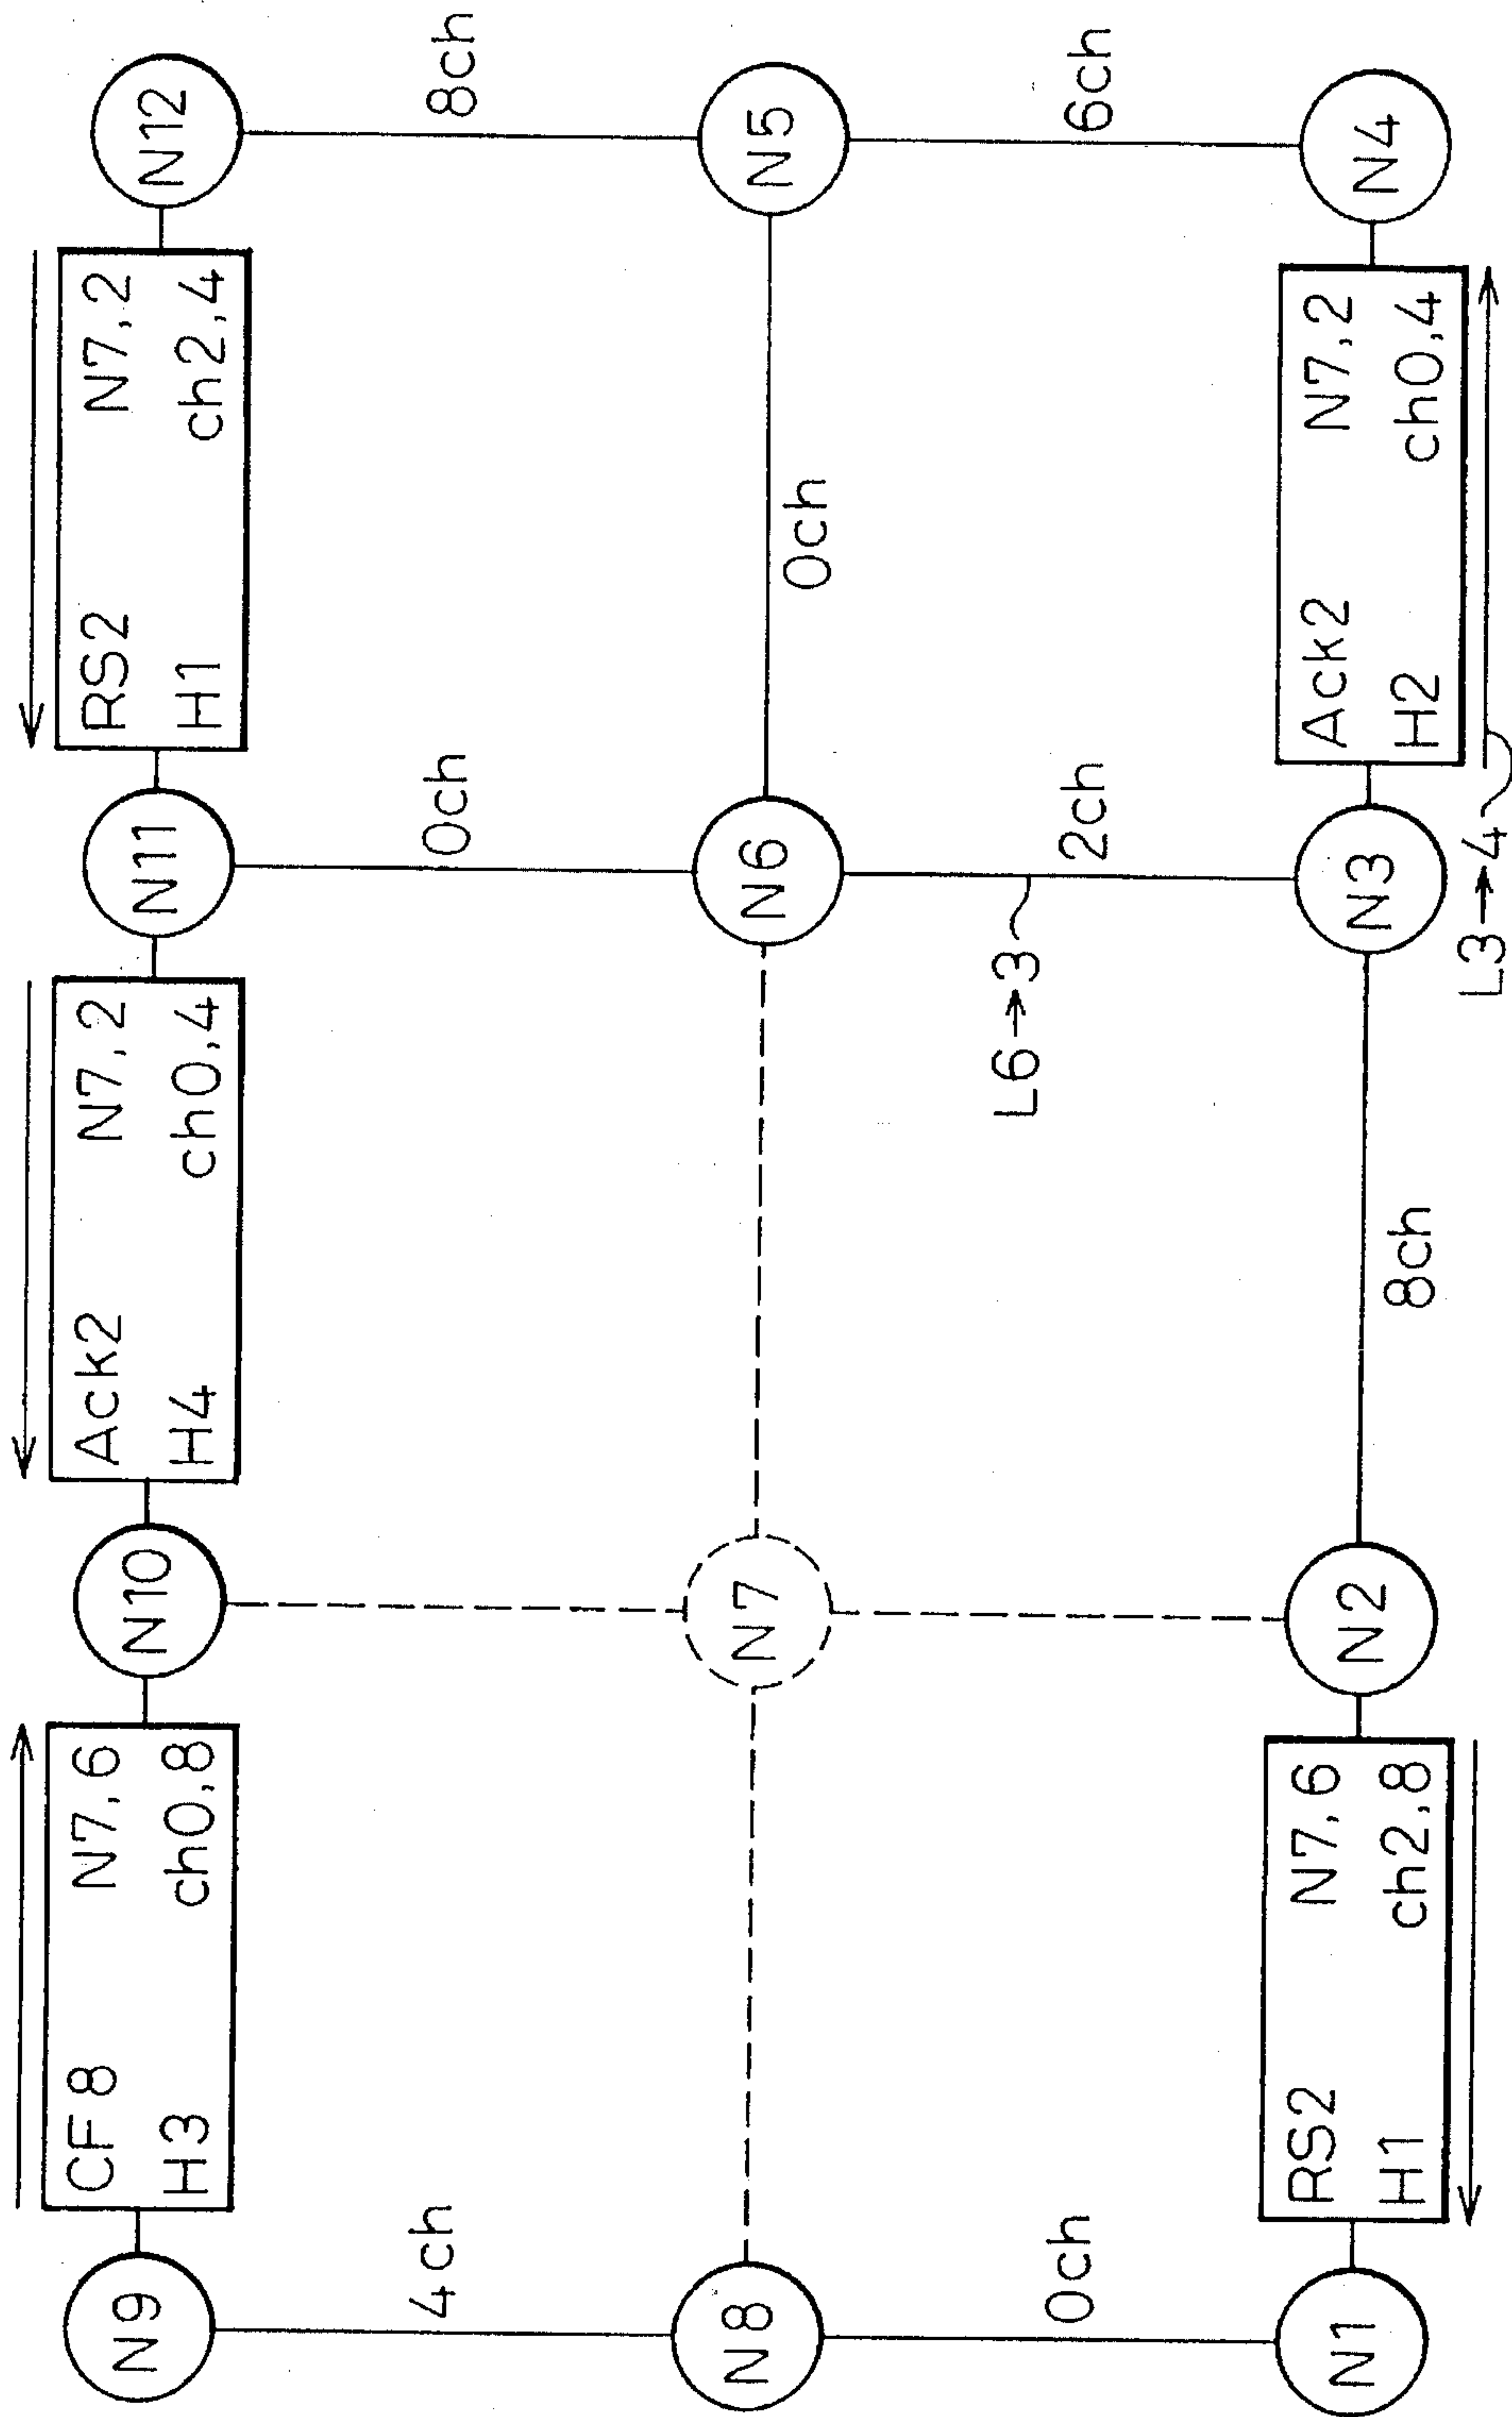 N9
CF8 N7,6
H3 ch0,8
N10
Ack2 N7,2
H4 ch0,4
N11
RS2 N7,2
H1 ch2,4
N12
4ch
0ch
8ch
N8
N7
N6
0ch
N5
0ch
L6→3
2ch
6ch
N1
RS2 N7,6
H1 ch2,8
N2
8ch
N3
Ack2 N7,2
H2 ch0,4
N4
L3→4